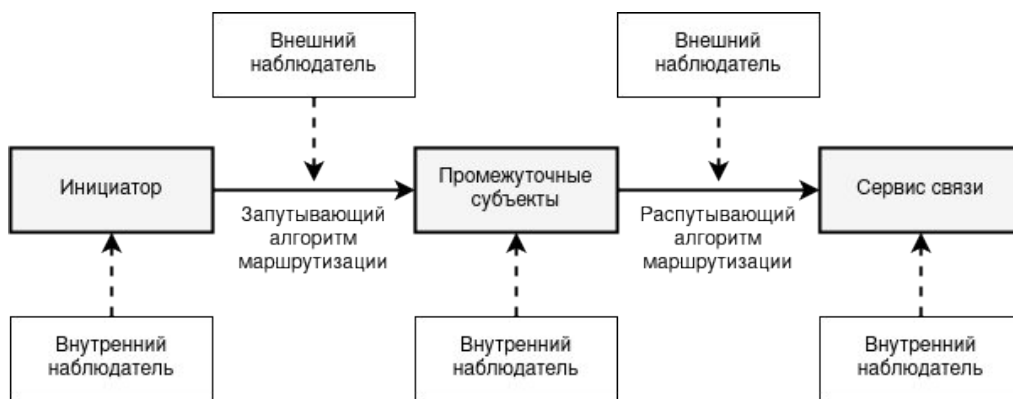 Внешний
наблюдатель
Внешний
наблюдатель
Инициатор
Запутывающий
алгоритм
маршрутизации
Промежуточные
субъекты
Распутывающий
алгоритм
маршрутизации
Сервис связи
Внутренний
наблюдатель
Внутренний
наблюдатель
Внутренний
наблюдатель